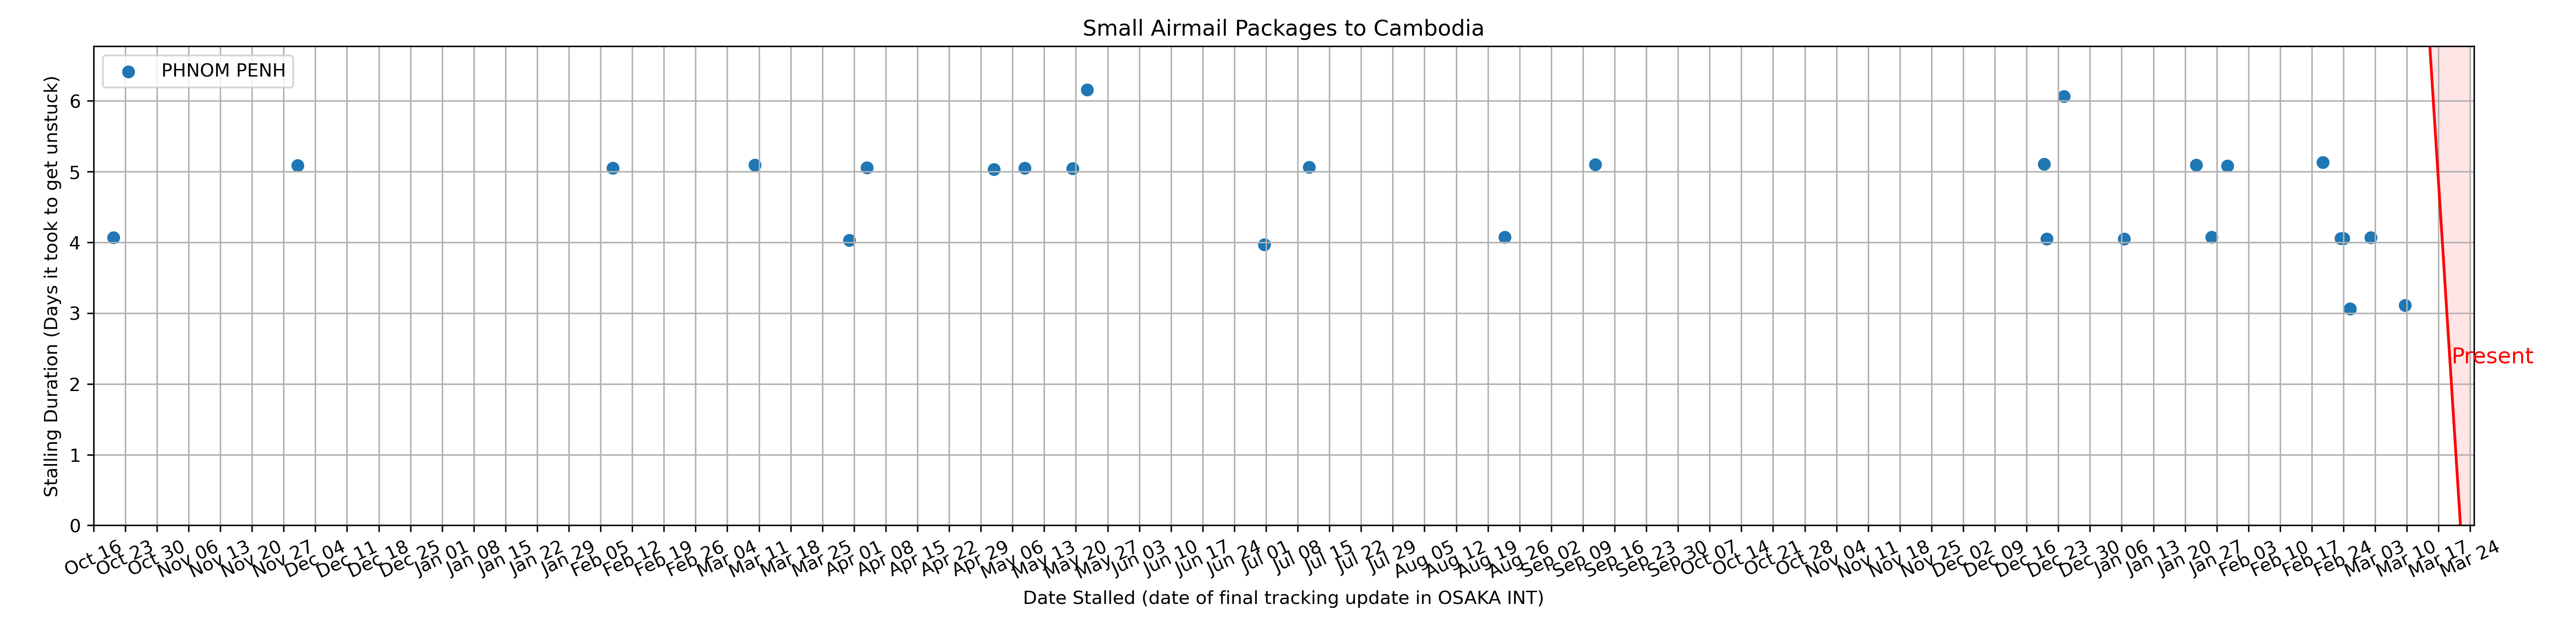 Small Airmail Packages to Cambodia
PHNOM PENH
Stalling Duration (Days it took to get unstuck)
6
5
4
3
2
1
0
Present
Oct 16
Oct 23
Oct 30
Nov 06
Nov 13
Nov 20
Nov 27
Dec 04
Dec 11
Dec 18
Dec 25
Jan 01
Jan 08
Jan 15
Jan 22
Jan 29
Feb 05
Feb 12
Feb 19
Feb 26
Mar 04
Mar 11
Mar 18
Mar 25
Apr 01
Apr 08
Apr 15
Apr 22
Apr 29
May 06
May 13
May 20
May 27
Jun 03
Jun 10
Jun 17
Jun 24
Jul 01
Jul 08
Jul 15
Jul 22
Jul 29
Aug 05
Aug 12
Aug 19
Aug 26
Sep 02
Sep 09
Sep 16
Sep 23
Sep 30
Oct 07
Oct 14
Oct 21
Oct 28
Nov 04
Nov 11
Nov 18
Nov 25
Dec 02
Dec 09
Dec 16
Dec 23
Dec 30
Jan 06
Jan 13
Jan 20
Jan 27
Feb 03
Feb 10
Feb 17
Feb 24
Mar 03
Mar 10
Mar 17
Mar 24
Date Stalled (date of final tracking update in OSAKA INT)